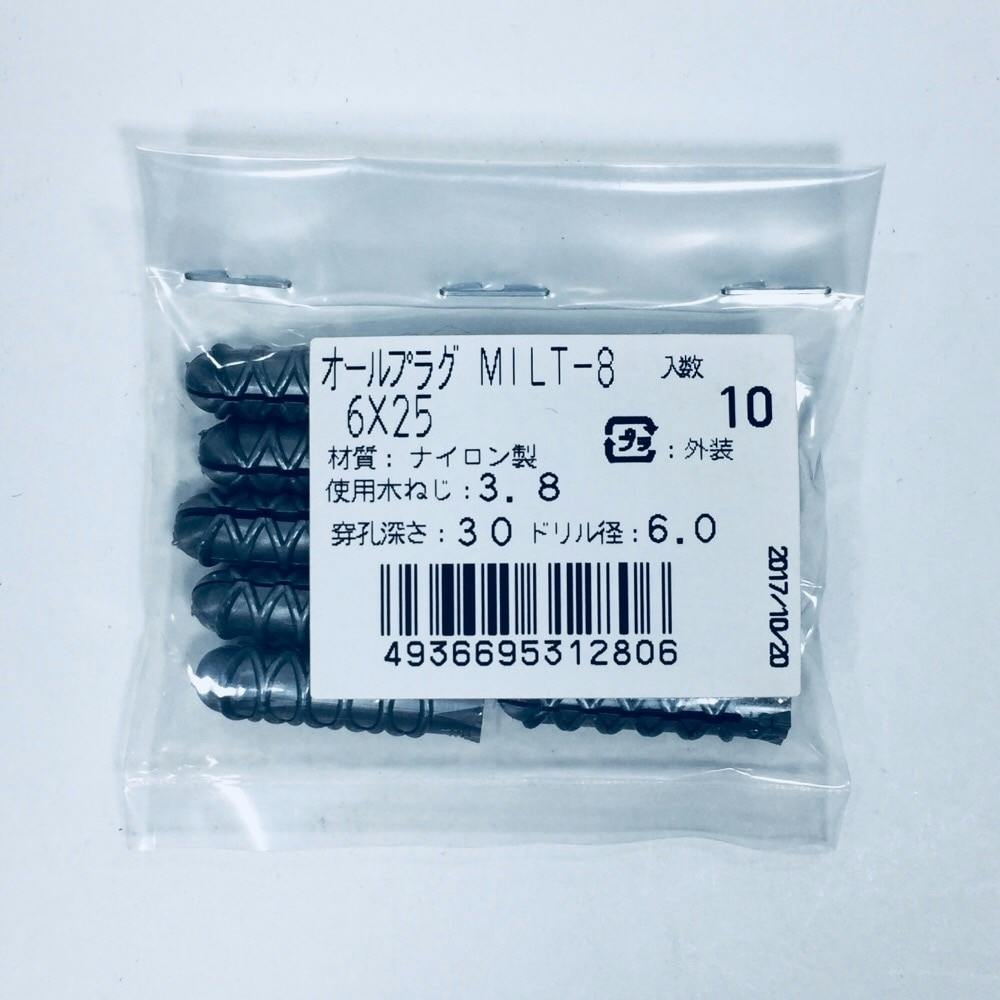 オールプラグ MILT-8 入数
6X25 10
材質：ナイロン製 プラ：外装
使用木ねじ：3.8
穿孔深さ：30 ドリル径：6.0
4936695312806
2017/10/20